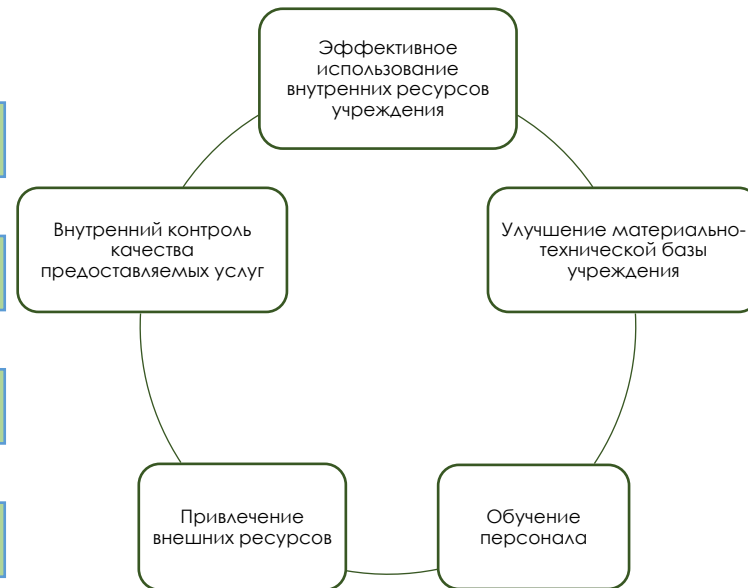 Эффективное
использование
внутренних ресурсов
учреждения
Внутренний контроль
качества
предоставляемых услуг
Улучшение материально-
технической базы
учреждения
Привлечение
внешних ресурсов
Обучение
персонала